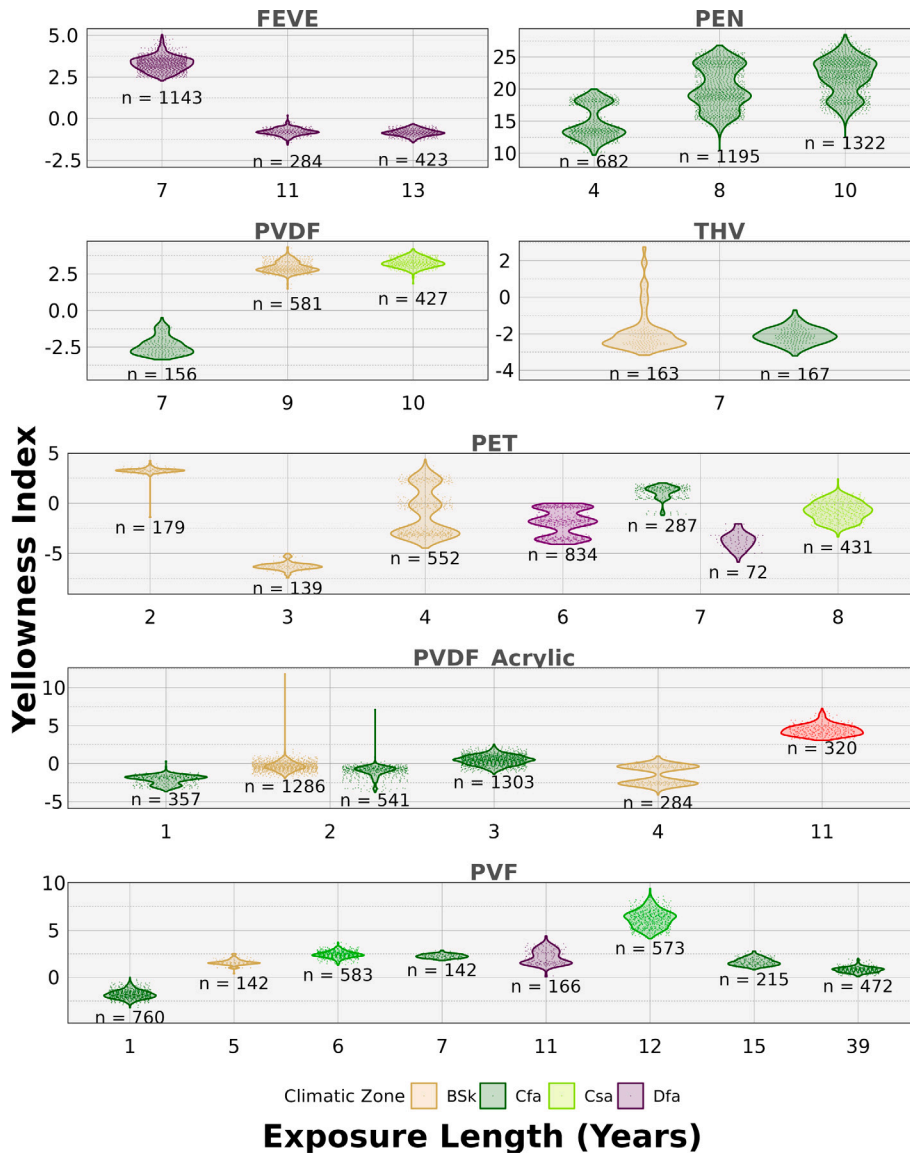 FEVE
PEN
5.0
2.5
0.0
-2.5
n = 1143
n = 284
n = 423
7
11
13
25
20
15
10
n = 682
n = 1195
n = 1322
4
8
10
PVDF
THV
2.5
0.0
-2.5
n = 156
n = 581
n = 427
7
9
10
2
0
-2
-4
n = 163
n = 167
7
Yellowness Index
PET
5
0
-5
n = 179
n = 139
n = 552
n = 834
n = 287
n = 72
n = 431
2
3
4
6
7
8
PVDF_Acrylic
10
5
0
-5
n = 357
n = 1286
n = 541
n = 1303
n = 284
n = 320
1
2
3
4
11
PVF
10
5
0
n = 760
n = 142
n = 583
n = 142
n = 166
n = 573
n = 215
n = 472
1
5
6
7
11
12
15
39
Climatic Zone BSk Cfa Csa Dfa
Exposure Length (Years)